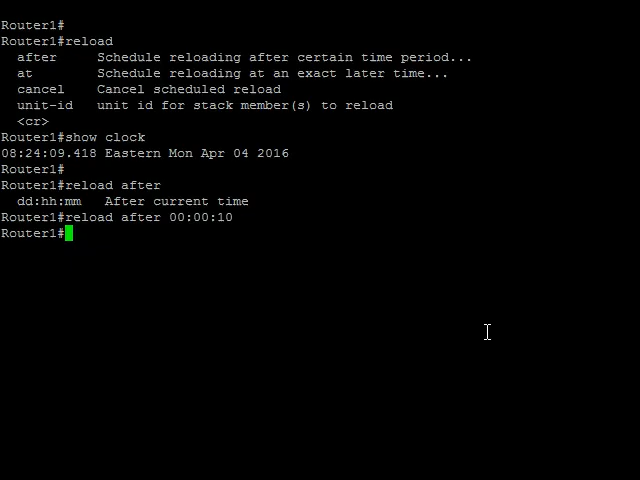 Router1#
Router1#reload
  after     Schedule reloading after certain time period...
  at        Schedule reloading at an exact later time...
  cancel    Cancel scheduled reload
  unit-id   unit id for stack member(s) to reload
  <cr>
Router1#show clock
08:24:09.418 Eastern Mon Apr 04 2016
Router1#
Router1#reload after
  dd:hh:mm   After current time
Router1#reload after 00:00:10
Router1#